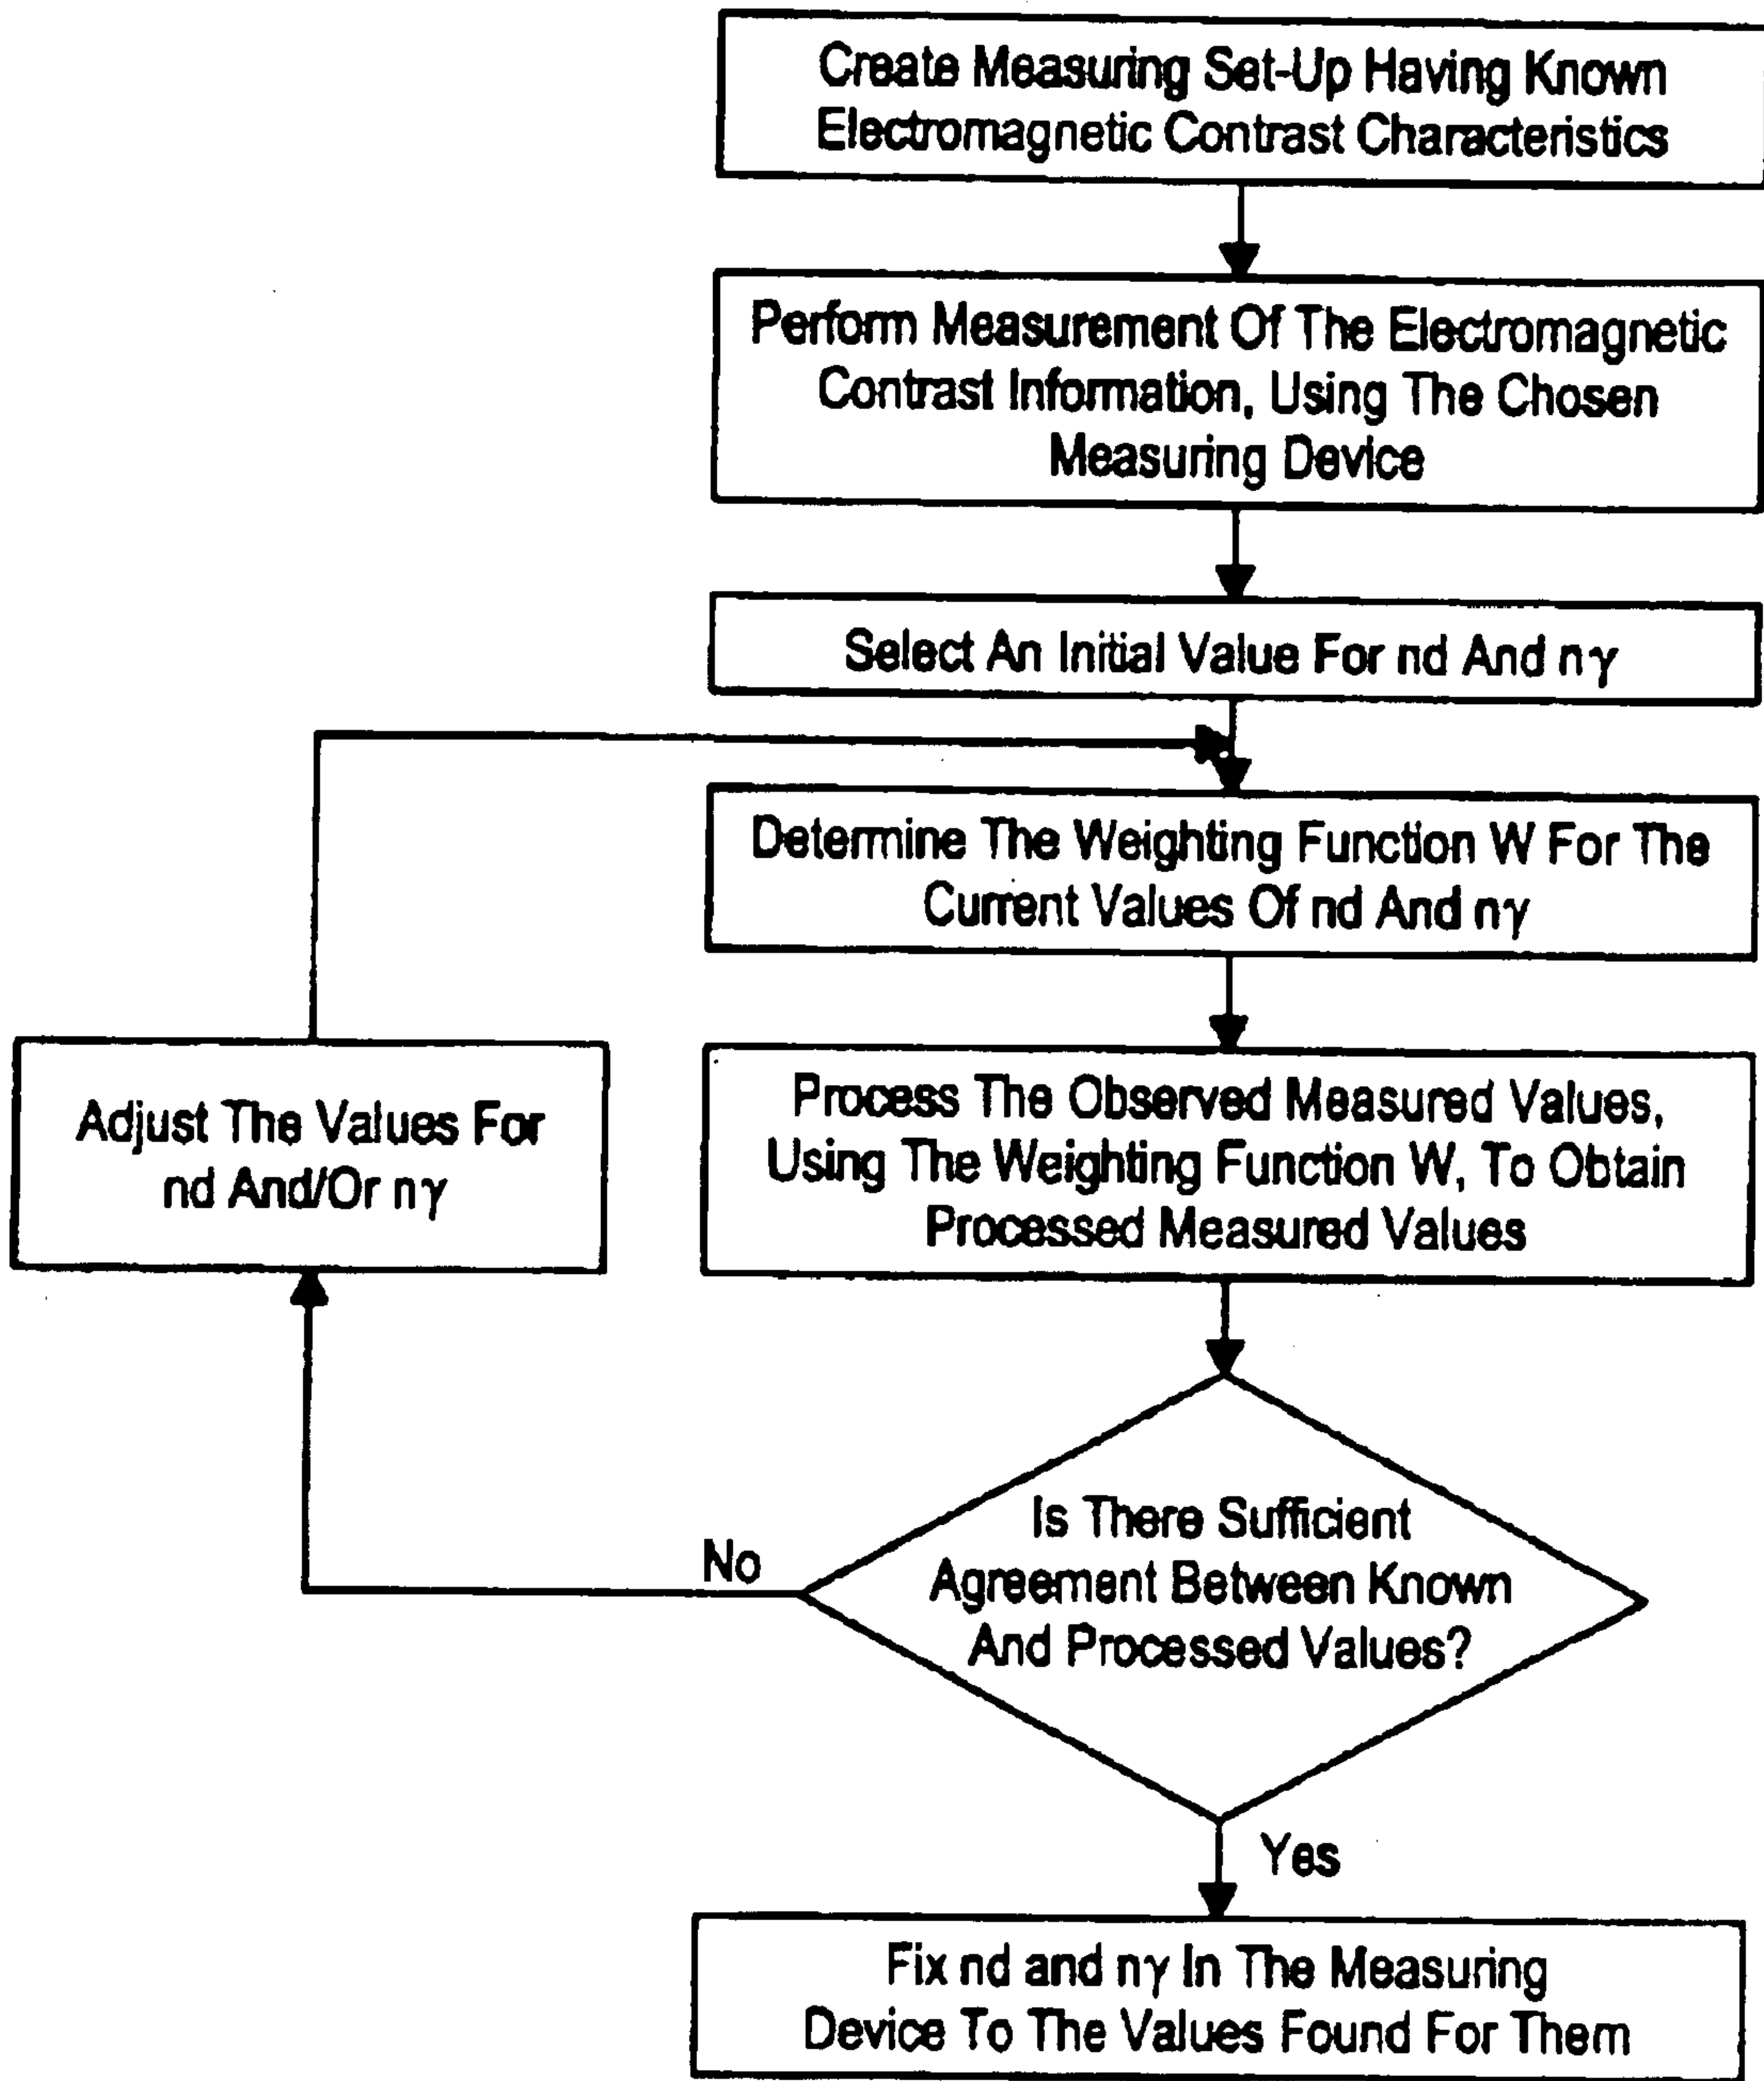 Create Measuring Set-Up Having Known
Electromagnetic Contrast Characteristics
Perform Measurement Of The Electromagnetic
Contrast Information, Using The Chosen
Measuring Device
Select An Initial Value For nd And nγ
Determine The Weighting Function W For The
Current Values Of nd And nγ
Process The Observed Measured Values,
Using The Weighting Function W, To Obtain
Processed Measured Values
Adjust The Values For
nd And/Or nγ
Is There Sufficient
Agreement Between Known
And Processed Values?
No
Yes
Fix nd and nγ In The Measuring
Device To The Values Found For Them